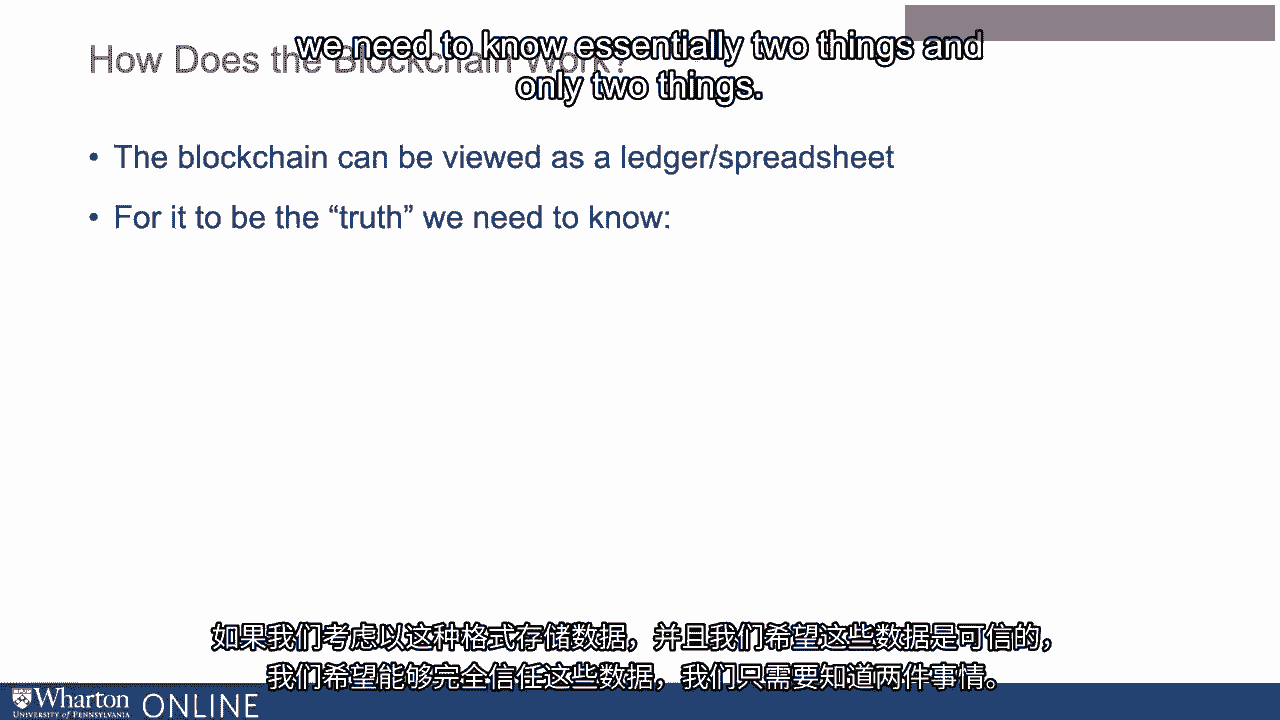 we need to know essentially two things and
How Does the Blockchain Work?
only two things.
• The blockchain can be viewed as a ledger/spreadsheet
• For it to be the “truth” we need to know:
如果我们考虑以这种格式存储数据，并且我们希望这些数据是可信的，
我们希望能够完全信任这些数据，我们只需要知道两件事情。
Wharton
UNIVERSITY OF PENNSYLVANIA
ONLINE